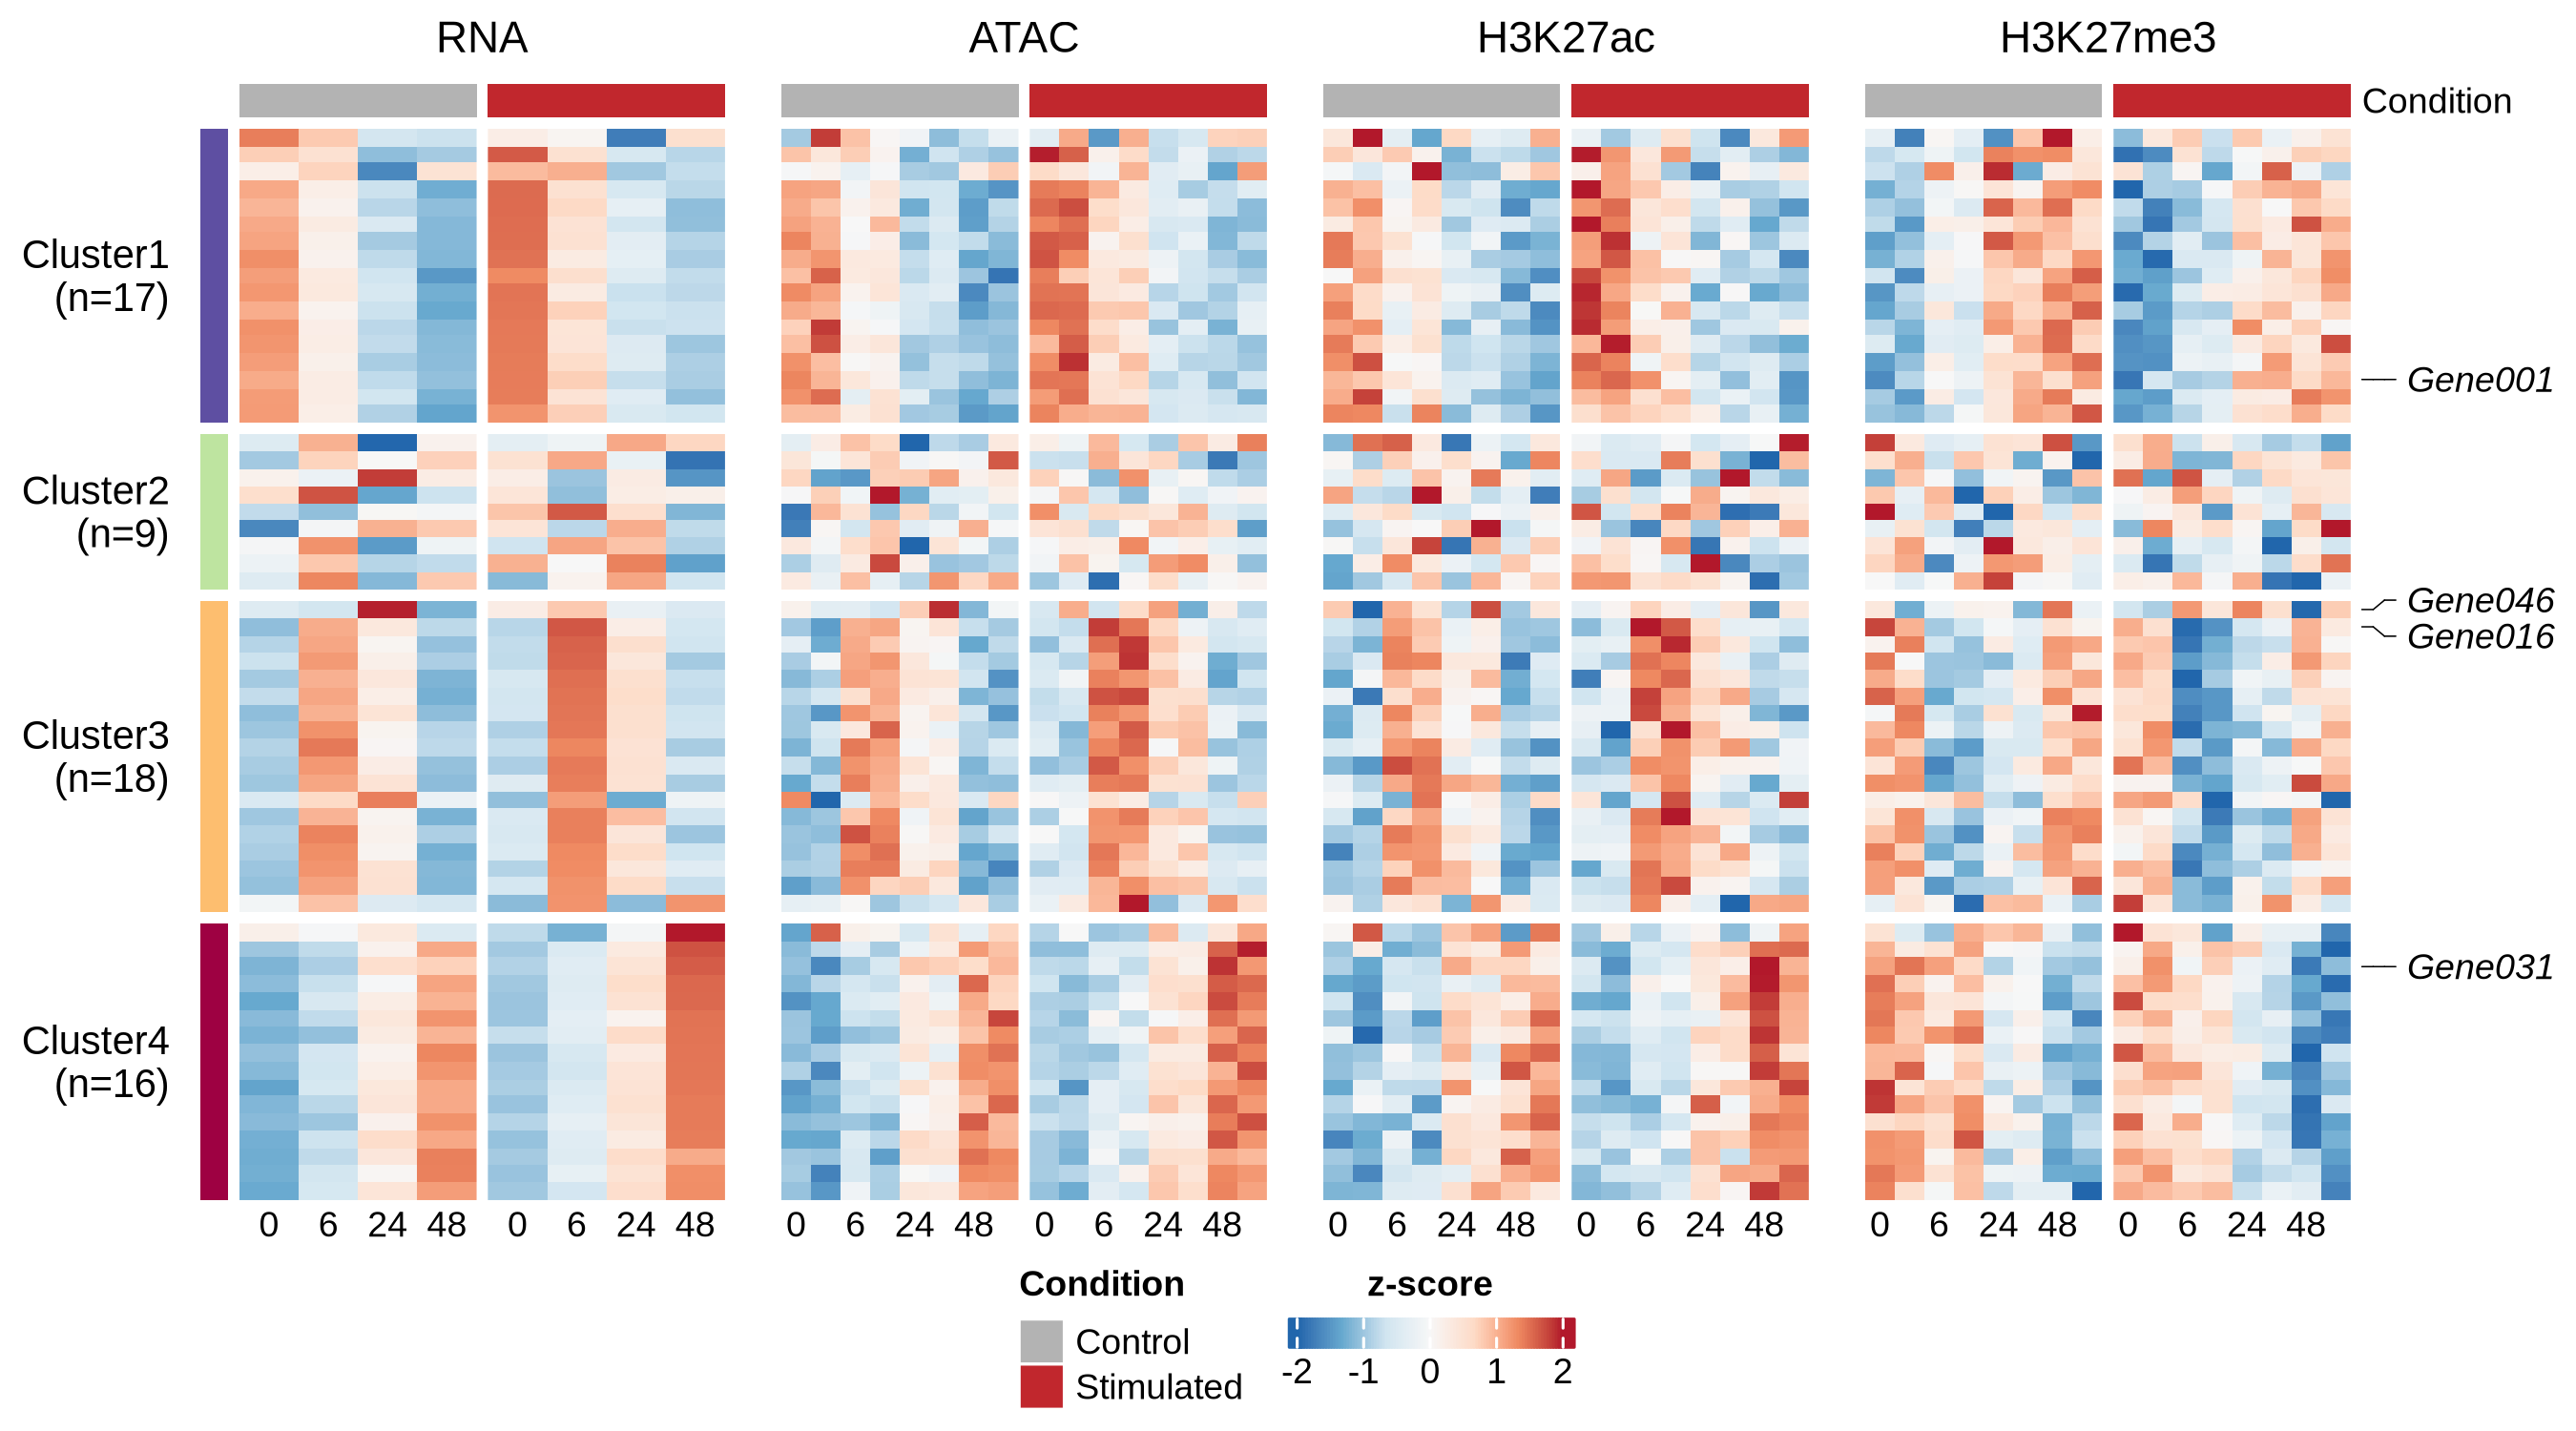 RNA
ATAC
H3K27ac
H3K27me3
Condition
Cluster1
(n=17)
Gene001
Cluster2
(n=9)
Gene046
Gene016
Cluster3
(n=18)
Gene031
Cluster4
(n=16)
0 6 24 48 0 6 24 48 0 6 24 48 0 6 24 48 0 6 24 48 0 6 24 48 0 6 24 48 0 6 24 48
Condition
Control
Stimulated
z-score
-2 -1 0 1 2